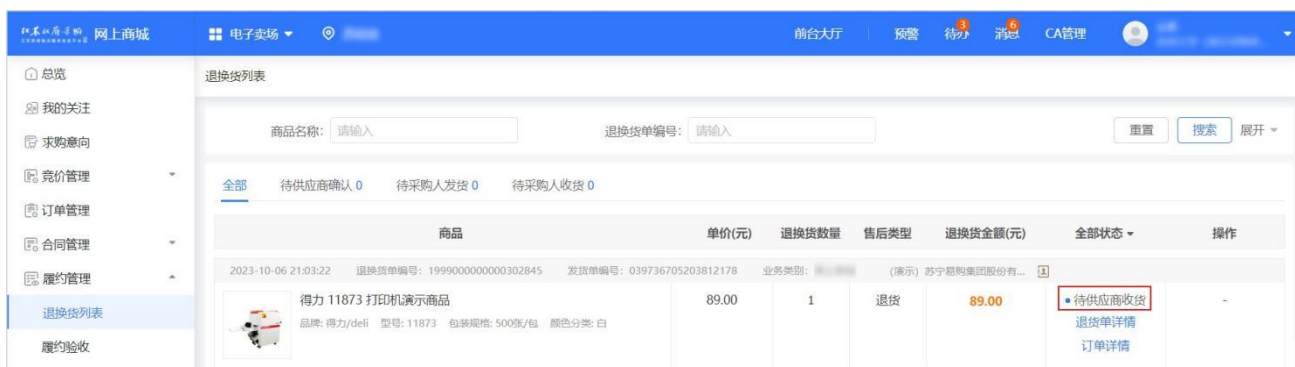 网上商城 电子卖场 前台大厅 预警 待办 3 消息 6 CA管理
总览
我的关注
求购意向
竞价管理
订单管理
合同管理
履约管理
退换货列表
履约验收
退换货列表
商品名称: 请输入 退换货单编号: 请输入 重置 搜索 展开
全部 待供应商确认 0 待采购人发货 0 待采购人收货 0
商品 单价(元) 退换货数量 售后类型 退换货金额(元) 全部状态 操作
2023-10-06 21:03:22 退换货单编号: 1999000000000302845 发货单编号: 039736705203812178 业务类别: (演示) 苏宁易购集团股份有...
得力 11873 打印机演示商品 89.00 1 退货 89.00 待供应商收货 -
品牌: 得力/deli 型号: 11873 包装规格: 500张/包 颜色分类: 白
退货单详情
订单详情